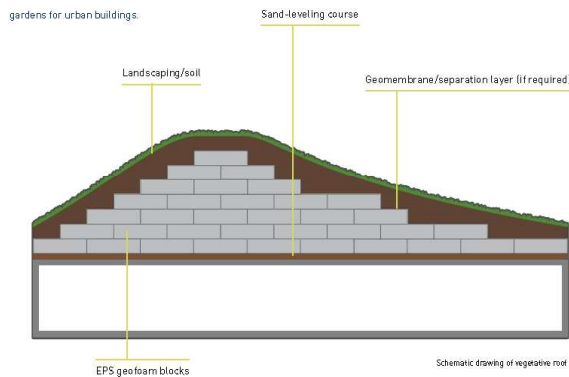 gardens for urban buildings.
Sand-leveling course
Landscaping/soil
Geomembrane/separation layer (if required)
EPS geofoam blocks
Schematic drawing of vegetative roof